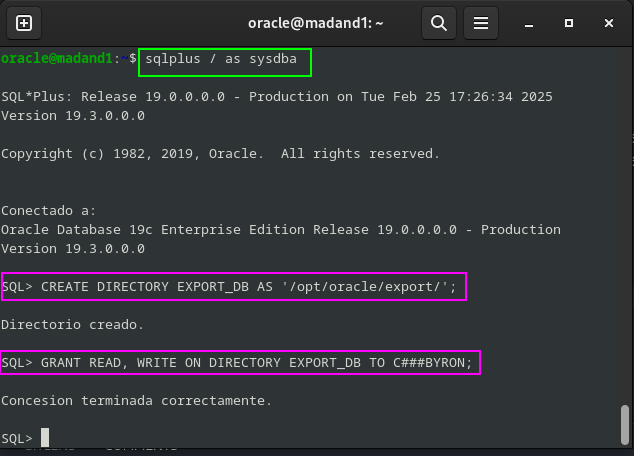 oracle@madand1: ~
oracle@madand1:~$ sqlplus / as sysdba
SQL*Plus: Release 19.0.0.0.0 - Production on Tue Feb 25 17:26:34 2025
Version 19.3.0.0.0
Copyright (c) 1982, 2019, Oracle.  All rights reserved.
Conectado a:
Oracle Database 19c Enterprise Edition Release 19.0.0.0.0 - Production
Version 19.3.0.0.0
SQL> CREATE DIRECTORY EXPORT_DB AS '/opt/oracle/export/';
Directorio creado.
SQL> GRANT READ, WRITE ON DIRECTORY EXPORT_DB TO C###BYRON;
Concesion terminada correctamente.
SQL>